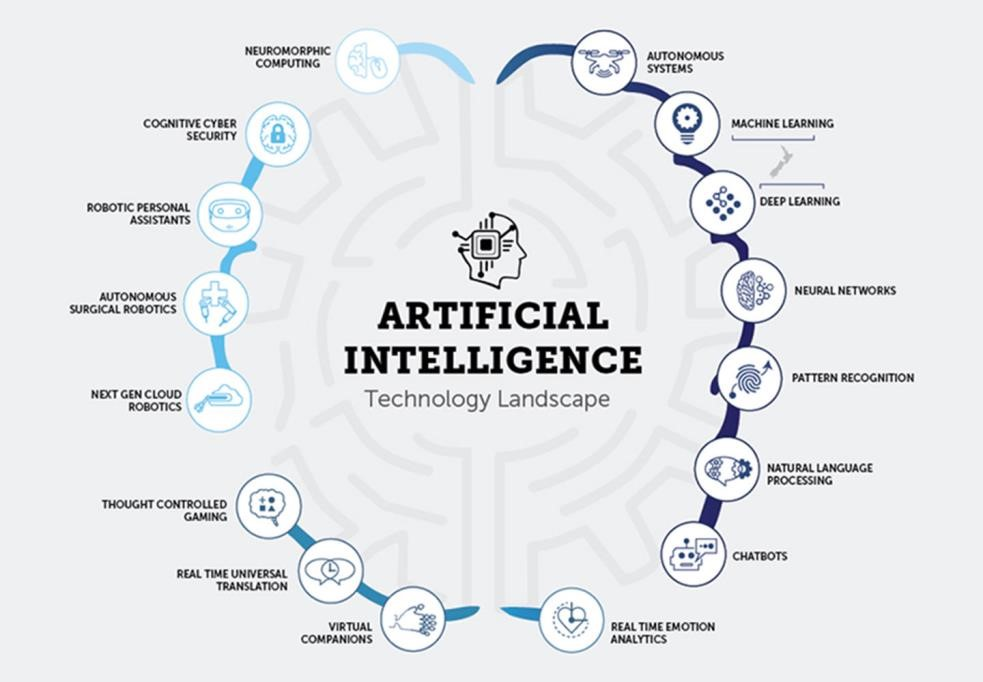 ARTIFICIAL
INTELLIGENCE
Technology Landscape
AUTONOMOUS
SYSTEMS
MACHINE LEARNING
DEEP LEARNING
NEURAL NETWORKS
PATTERN RECOGNITION
NATURAL LANGUAGE
PROCESSING
CHATBOTS
REAL TIME EMOTION
ANALYTICS
VIRTUAL
COMPANIONS
REAL TIME UNIVERSAL
TRANSLATION
THOUGHT CONTROLLED
GAMING
NEXT GEN CLOUD
ROBOTICS
AUTONOMOUS
SURGICAL ROBOTICS
ROBOTIC PERSONAL
ASSISTANTS
COGNITIVE CYBER
SECURITY
NEUROMORPHIC
COMPUTING